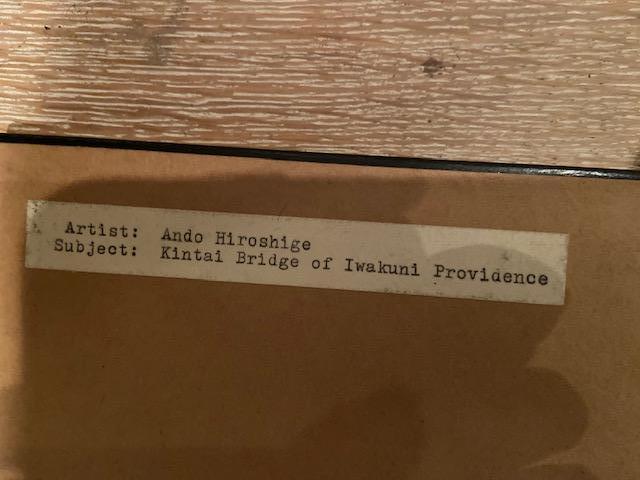 Artist: Ando Hiroshige
Subject: Kintai Bridge of Iwakuni Providence